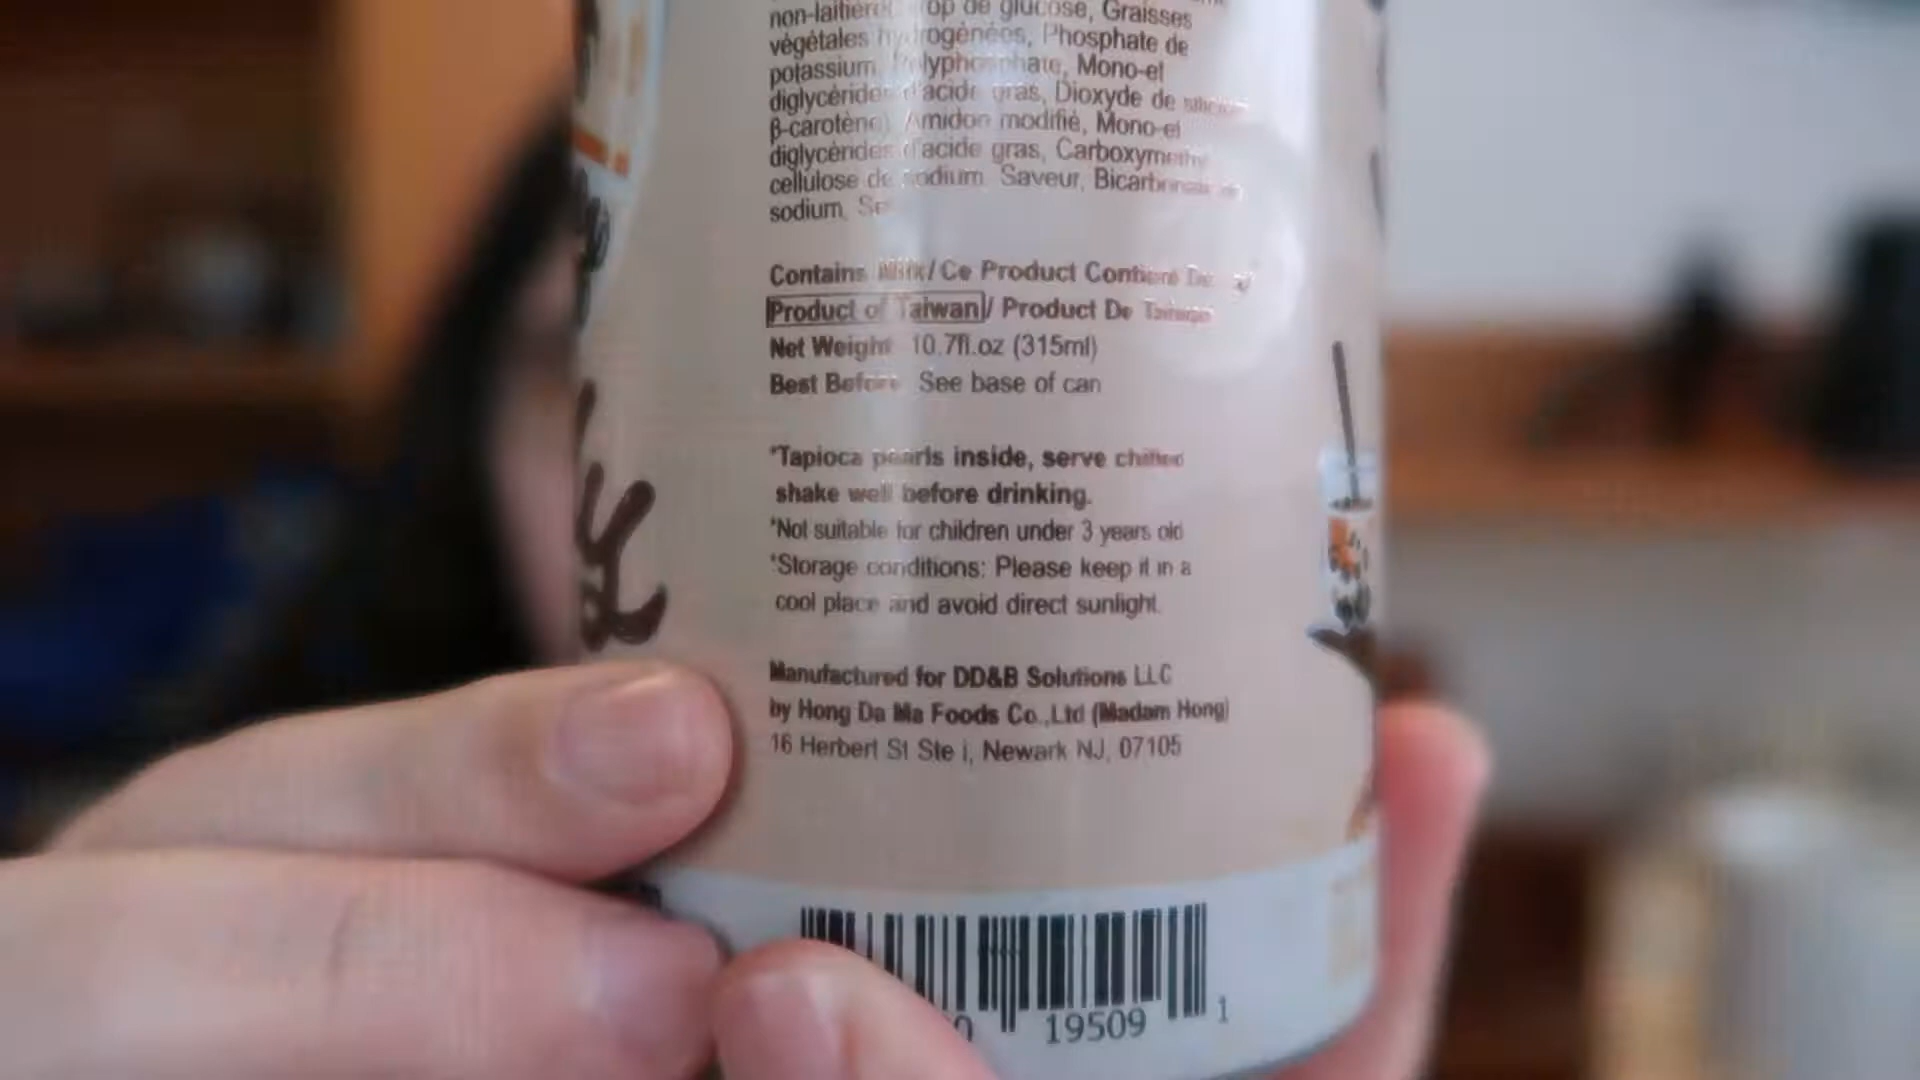 non-laitière op de glucose, Graisses
végétales hydrogénées, Phosphate de
potassium, Polyphosphate, Mono-et
diglycérides d'acide gras, Dioxyde de
β-carotène) Amidon modifié, Mono-et
diglycérides d'acide gras, Carboxymethy
cellulose de sodium, Saveur, Bicarbonate de
sodium,
Contains Milk/ Ce Product Contient
Product of Taiwan/ Product De Taiwan
Net Weight 10.7fl.oz (315ml)
Best Before See base of can
*Tapioca pearls inside, serve chilled
shake well before drinking.
*Not suitable for children under 3 years old
*Storage conditions: Please keep it in a
cool place and avoid direct sunlight.
Manufactured for DD&B Solutions LLC
by Hong Da Ma Foods Co.,Ltd (Madam Hong)
16 Herbert St Ste i, Newark NJ, 07105
19509 1